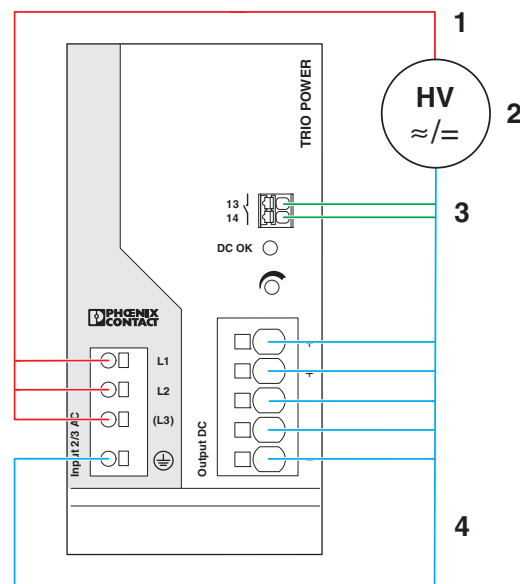 1
HV
≈/=
2
TRIO POWER
13
14
3
DC OK
PHŒNIX
CONTACT
L1
L2
(L3)
Input 2/3 AC
Output DC
+
+
–
4